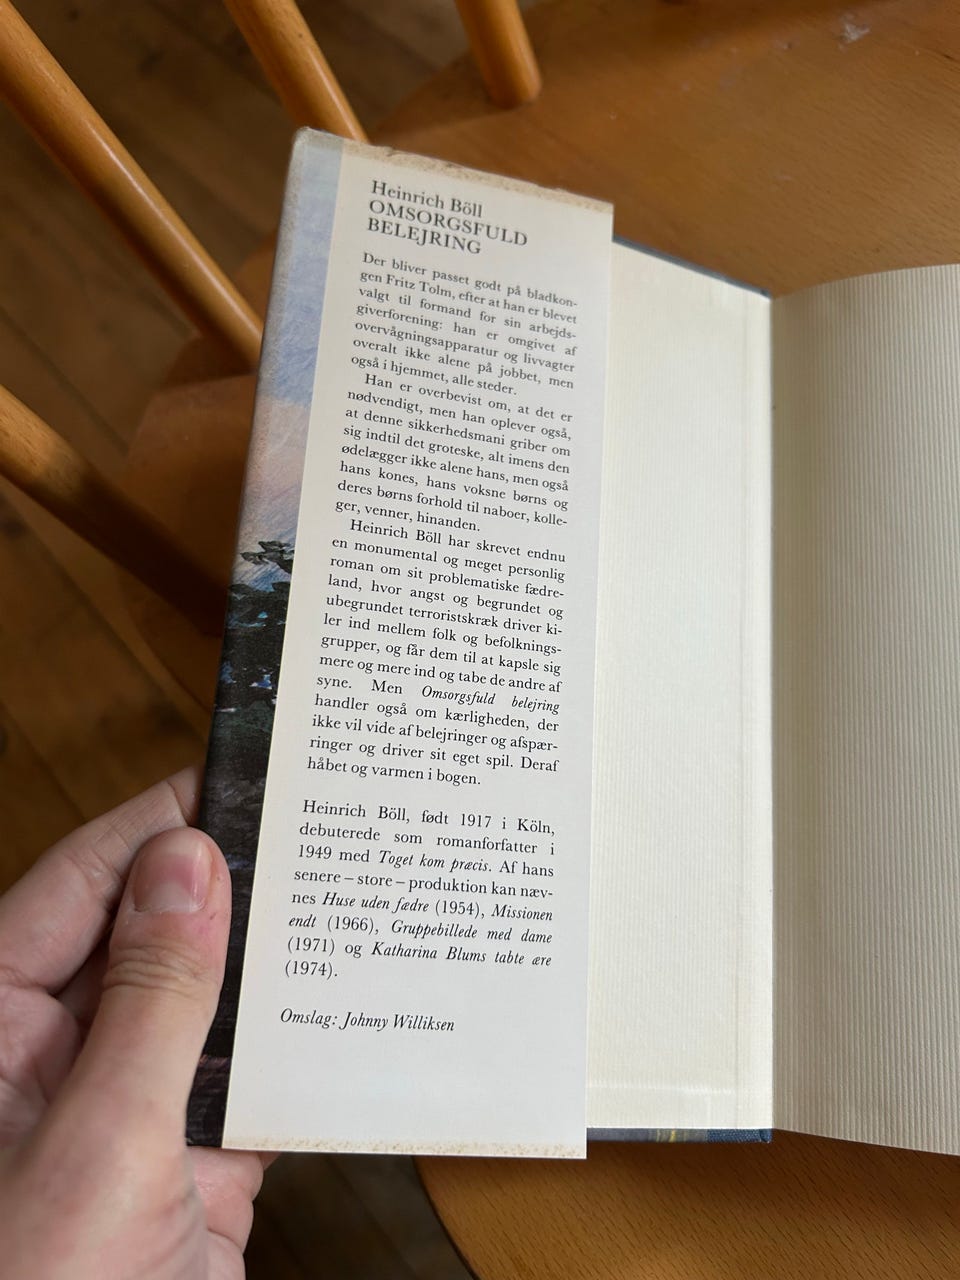 Heinrich Böll
OMSORGSFULD
BELEJRING
Der bliver passet godt på bladkon-
gen Fritz Tolm, efter at han er blevet
valgt til formand for sin arbejds-
giverforening: han er omgivet af
overvågningsapparatur og livvagter
overalt ikke alene på jobbet, men
også i hjemmet, alle steder.
Han er overbevist om, at det er
nødvendigt, men han oplever også,
at denne sikkerhedsmani griber om
sig indtil det groteske, alt imens den
ødelægger ikke alene hans, men også
hans kones, hans voksne børns og
deres børns forhold til naboer, kolle-
ger, venner, hinanden.
Heinrich Böll har skrevet endnu
en monumental og meget personlig
roman om sit problematiske fædre-
land, hvor angst og begrundet og
ubegrundet terroristskræk driver ki-
ler ind mellem folk og befolknings-
grupper, og får dem til at kapsle sig
mere og mere ind og tabe de andre af
syne. Men Omsorgsfuld belejring
handler også om kærligheden, der
ikke vil vide af belejringer og afspær-
ringer og driver sit eget spil. Deraf
håbet og varmen i bogen.
Heinrich Böll, født 1917 i Köln,
debuterede som romanforfatter i
1949 med Toget kom præcis. Af hans
senere – store – produktion kan næv-
nes Huse uden fædre (1954), Missionen
endt (1966), Gruppebillede med dame
(1971) og Katharina Blums tabte ære
(1974).
Omslag: Johnny Williksen